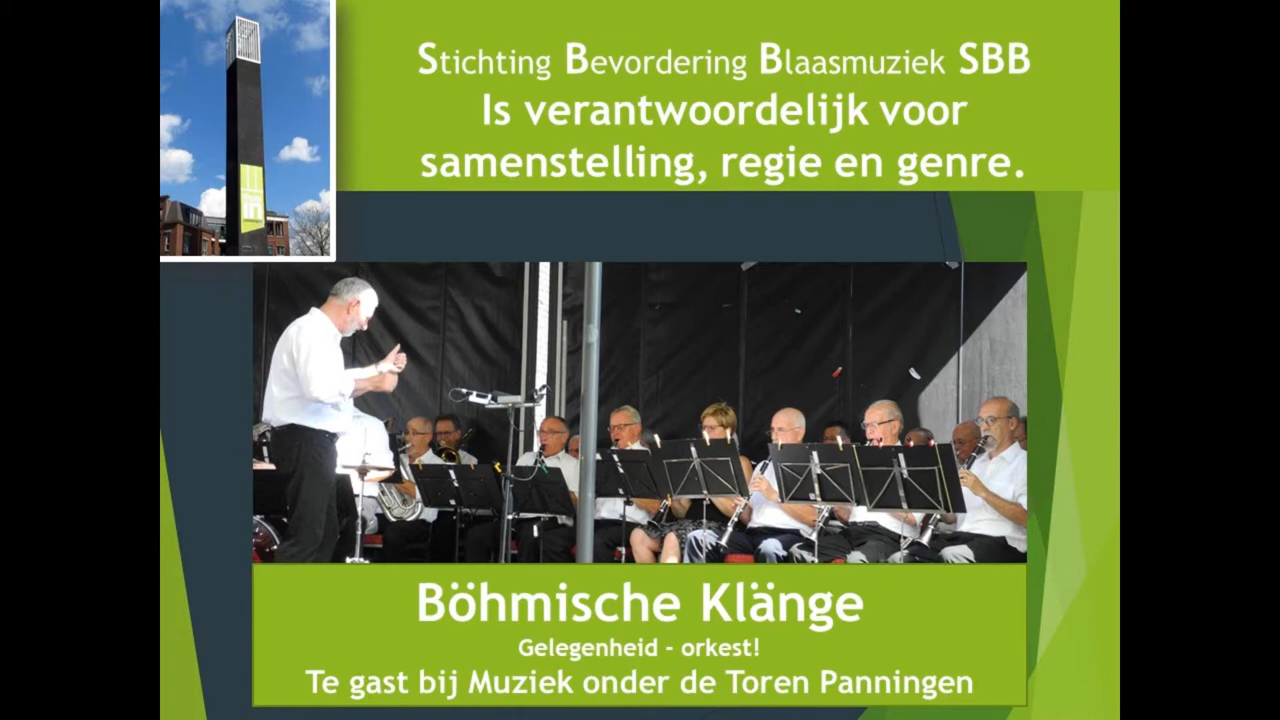 Stichting Bevordering Blaasmuziek SBB
Is verantwoordelijk voor
samenstelling, regie en genre.
in
Böhmische Klänge
Gelegenheid - orkest!
Te gast bij Muziek onder de Toren Panningen